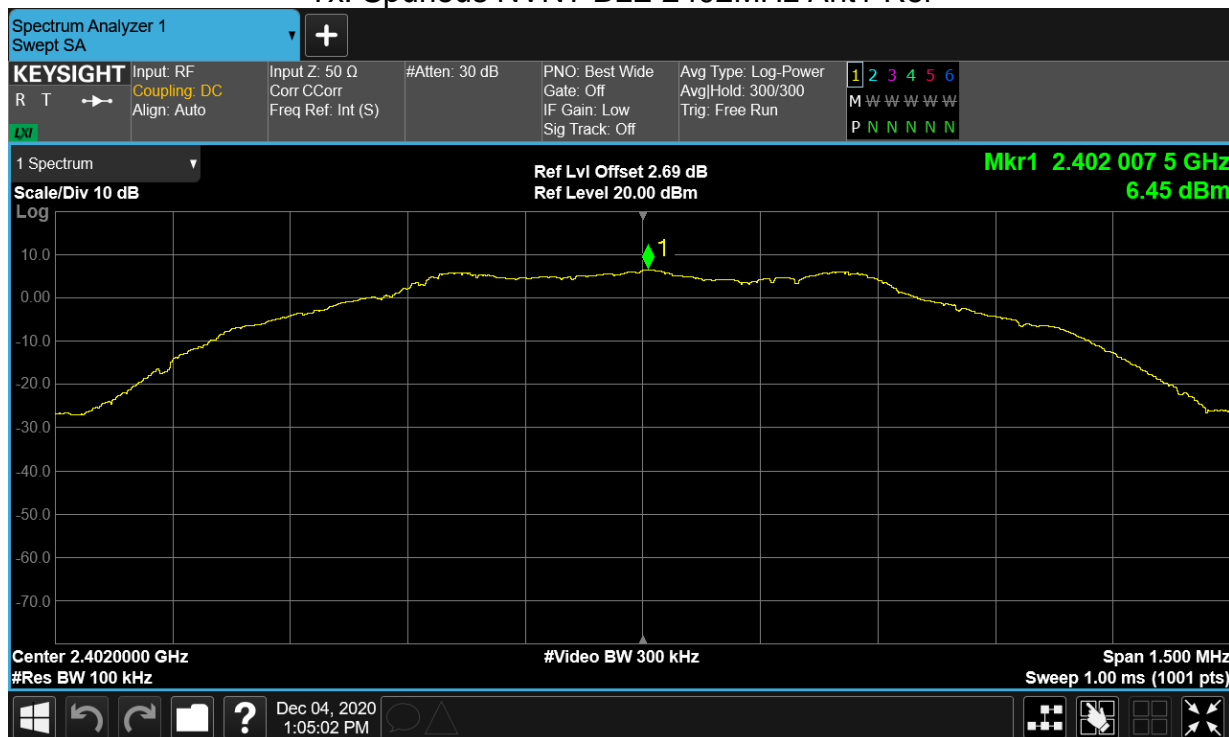 Spectrum Analyzer 1
Swept SA
+
KEYSIGHT
R T
LXI
Input: RF
Coupling: DC
Align: Auto
Input Z: 50 Ω
Corr CCorr
Freq Ref: Int (S)
#Atten: 30 dB
PNO: Best Wide
Gate: Off
IF Gain: Low
Sig Track: Off
Avg Type: Log-Power
Avg|Hold: 300/300
Trig: Free Run
1 2 3 4 5 6
M W W W W W
P N N N N N
1 Spectrum
Scale/Div 10 dB
Log
Ref Lvl Offset 2.69 dB
Ref Level 20.00 dBm
Mkr1 2.402 007 5 GHz
6.45 dBm
1
10.0
0.00
-10.0
-20.0
-30.0
-40.0
-50.0
-60.0
-70.0
Center 2.4020000 GHz
#Res BW 100 kHz
#Video BW 300 kHz
Span 1.500 MHz
Sweep 1.00 ms (1001 pts)
?
Dec 04, 2020
1:05:02 PM